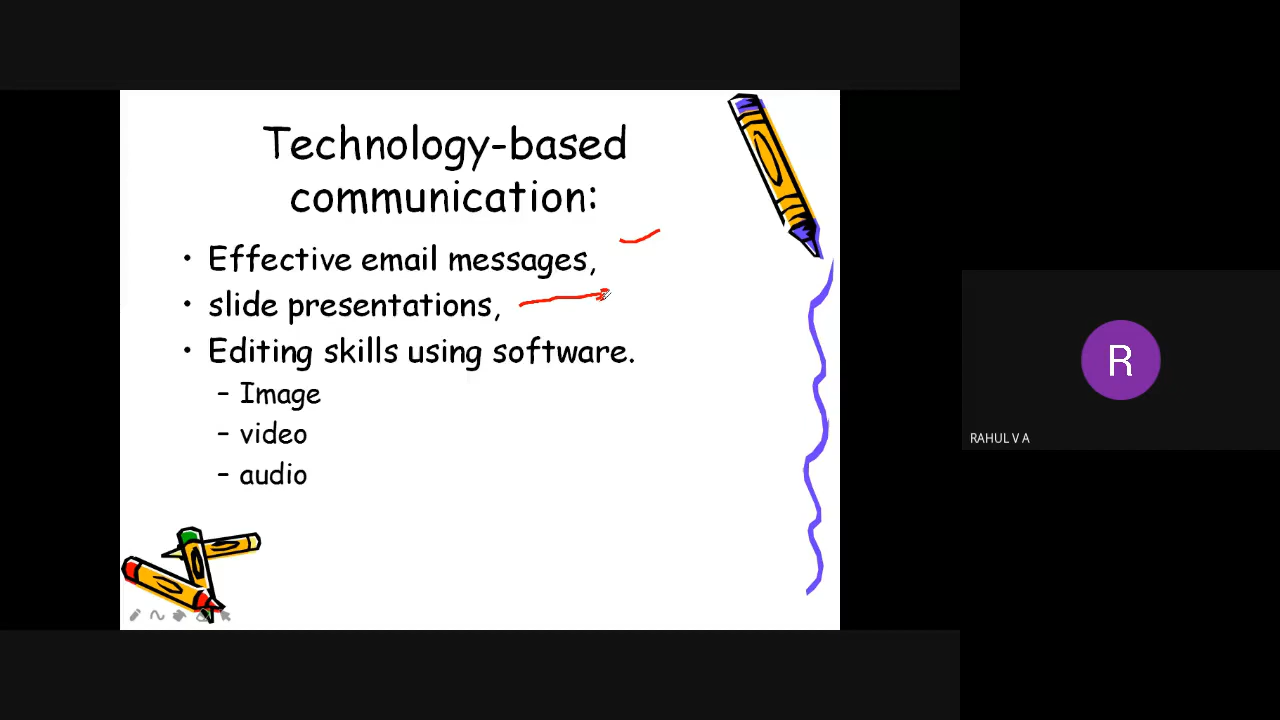 Technology-based
communication:
• Effective email messages,
• slide presentations,
• Editing skills using software.
– Image
– video
– audio
R
RAHUL V A